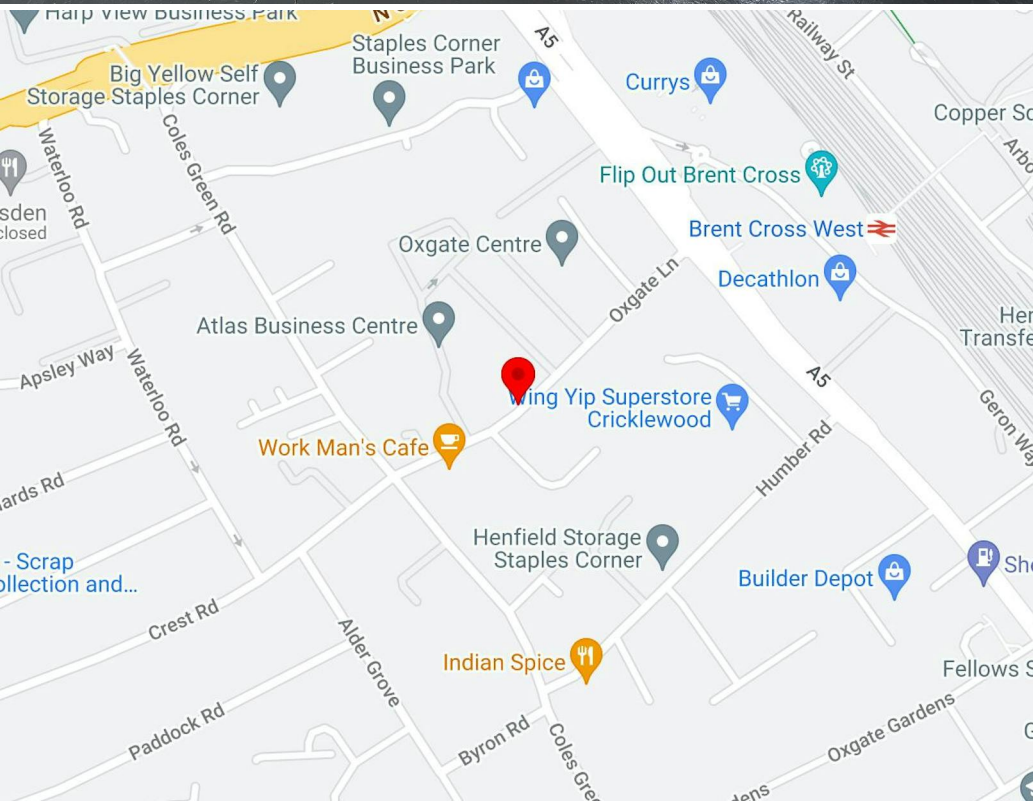 Harp View Business Park
N
A5
Railway St
Staples Corner
Business Park
Big Yellow Self
Storage Staples Corner
Currys
Copper
Waterloo Rd
Coles Green Rd
Flip Out Brent Cross
sden
closed
Brent Cross West
Oxgate Centre
Oxgate Ln
Decathlon
Atlas Business Centre
Apsley Way
Waterloo Rd
A5
Wing Yip Superstore
Cricklewood
Geron
Work Man's Cafe
Humber Rd
ards Rd
Henfield Storage
Staples Corner
- Scrap
ollection and...
Builder Depot
Crest Rd
Alder Grove
Indian Spice
Fellows
Paddock Rd
Byron Rd
Coles
Oxgate Gardens
dens